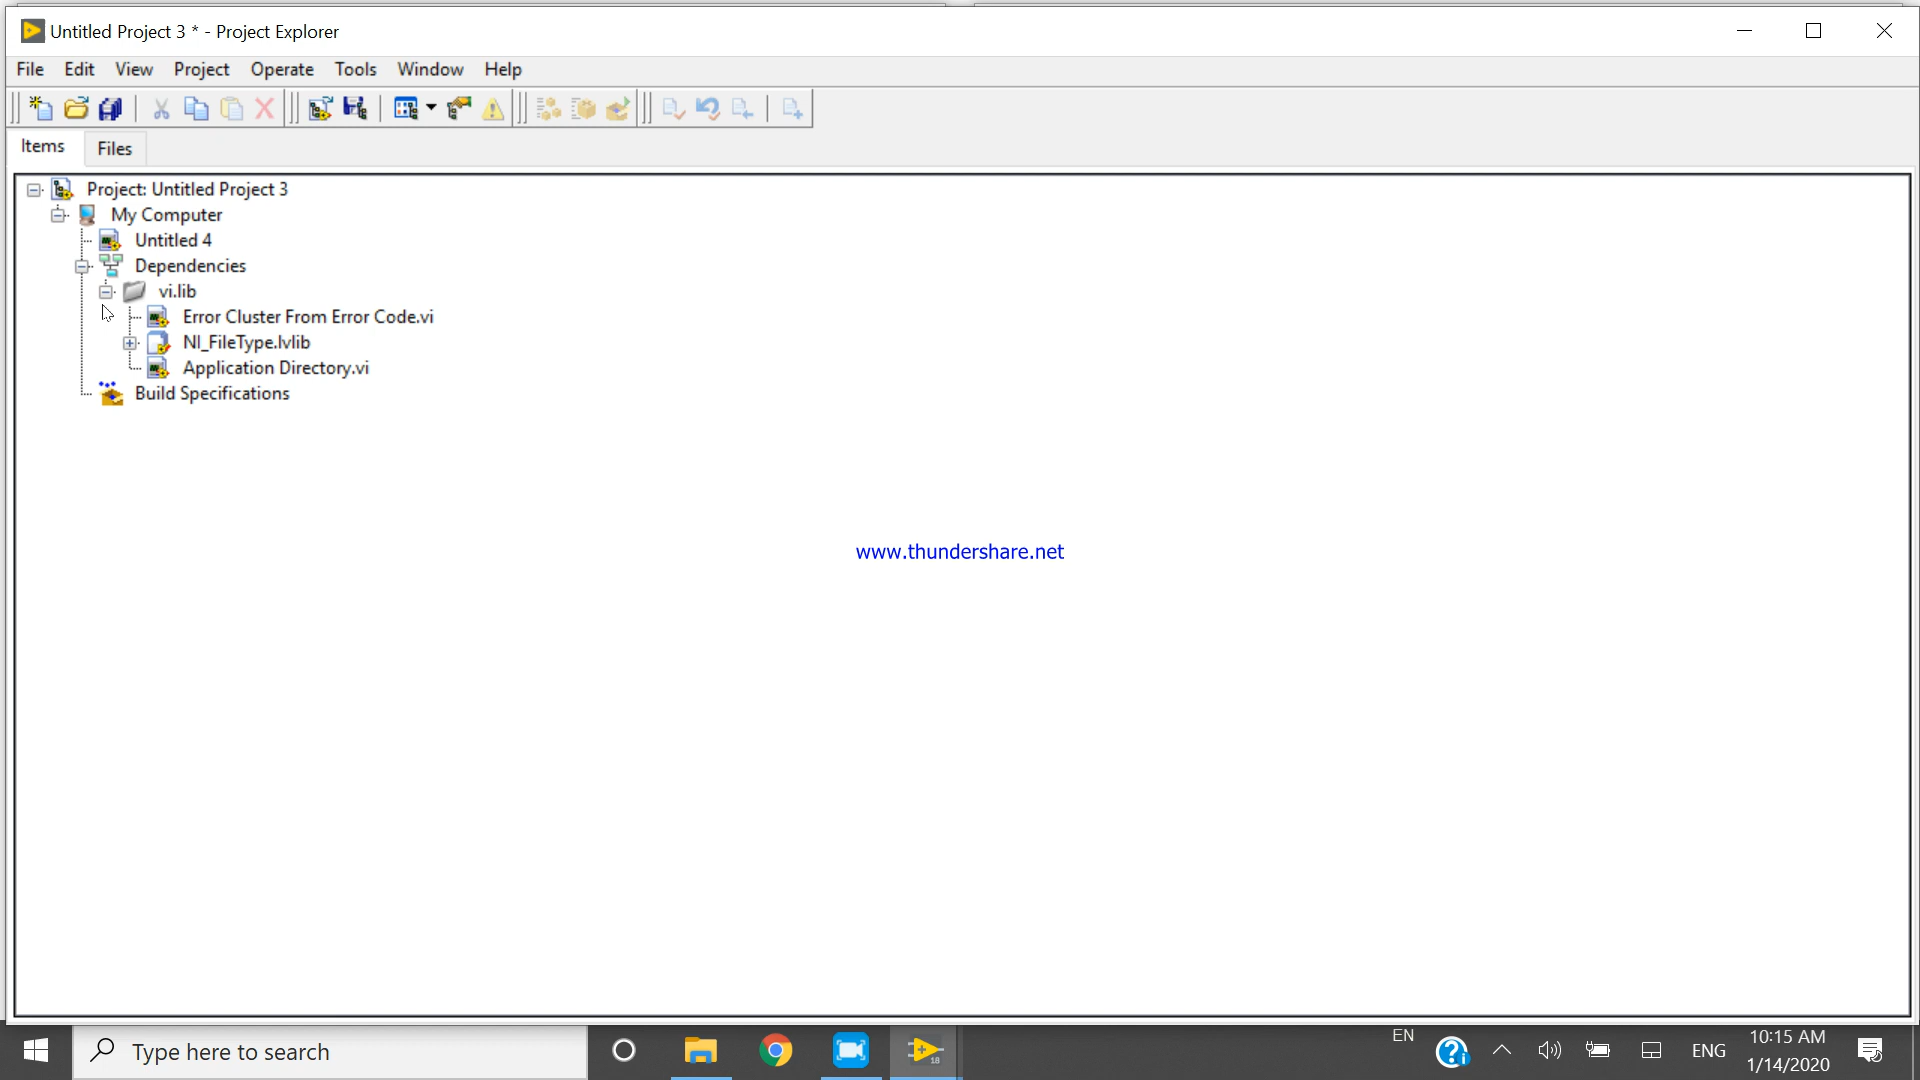 Untitled Project 3 * - Project Explorer
File Edit View Project Operate Tools Window Help
Items Files
Project: Untitled Project 3
My Computer
Untitled 4
Dependencies
vi.lib
Error Cluster From Error Code.vi
NI_FileType.lvlib
Application Directory.vi
Build Specifications
www.thundershare.net
Type here to search
18
EN
ENG
10:15 AM
1/14/2020